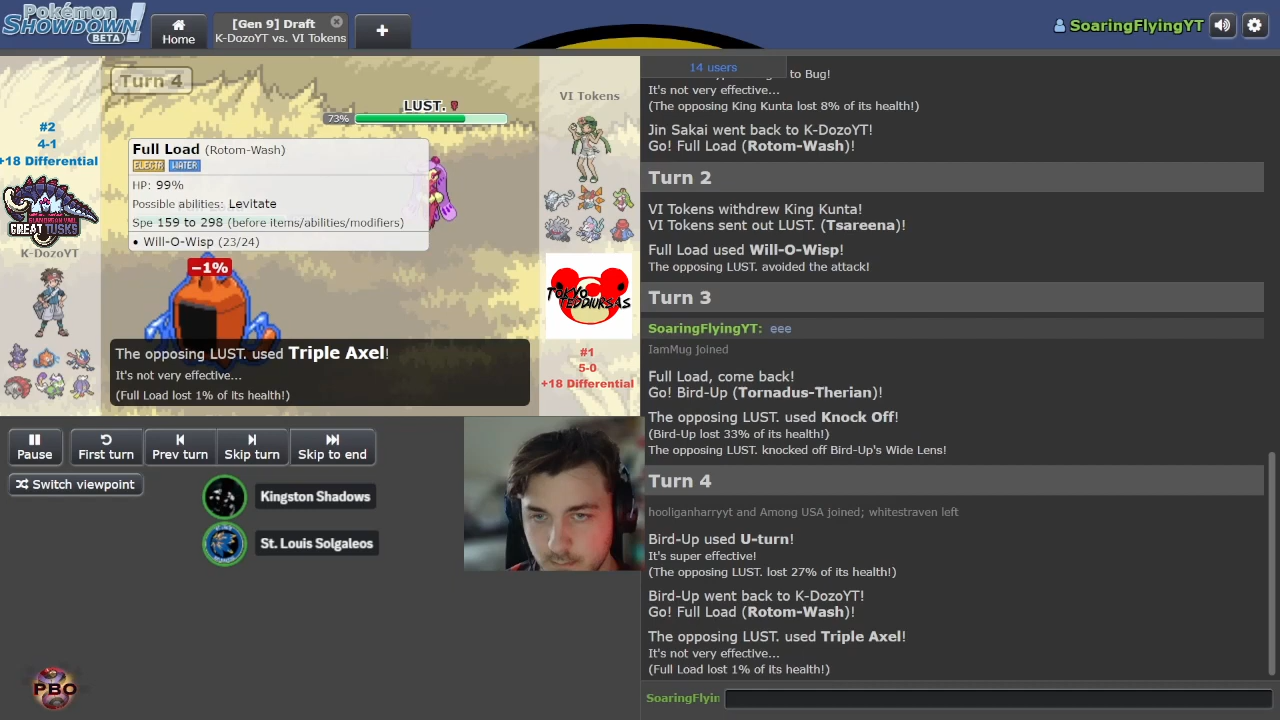 Pokémon
SHOWDOWN!
BETA
Home
[Gen 9] Draft
K-DozoYT vs. VI Tokens
SoaringFlyingYT
Turn 4
LUST.
73%
#2
4-1
+18 Differential
GREAT TUSKS
K-DozoYT
Full Load (Rotom-Wash)
ELECTR WATER
HP: 99%
Possible abilities: Levitate
Spe 159 to 298 (before items/abilities/modifiers)
• Will-O-Wisp (23/24)
−1%
The opposing LUST. used Triple Axel!
It's not very effective...
(Full Load lost 1% of its health!)
VI Tokens
TOKYO
TEDDIURSAS
#1
5-0
+18 Differential
Pause
First turn
Prev turn
Skip turn
Skip to end
Switch viewpoint
Kingston Shadows
St. Louis Solgaleos
PBO
14 users
to Bug!
It's not very effective...
(The opposing King Kunta lost 8% of its health!)
Jin Sakai went back to K-DozoYT!
Go! Full Load (Rotom-Wash)!
Turn 2
VI Tokens withdrew King Kunta!
VI Tokens sent out LUST. (Tsareena)!
Full Load used Will-O-Wisp!
The opposing LUST. avoided the attack!
Turn 3
SoaringFlyingYT: eee
IamMug joined
Full Load, come back!
Go! Bird-Up (Tornadus-Therian)!
The opposing LUST. used Knock Off!
(Bird-Up lost 33% of its health!)
The opposing LUST. knocked off Bird-Up's Wide Lens!
Turn 4
hooliganharryyt and Among USA joined; whitestraven left
Bird-Up used U-turn!
It's super effective!
(The opposing LUST. lost 27% of its health!)
Bird-Up went back to K-DozoYT!
Go! Full Load (Rotom-Wash)!
The opposing LUST. used Triple Axel!
It's not very effective...
(Full Load lost 1% of its health!)
SoaringFlyin